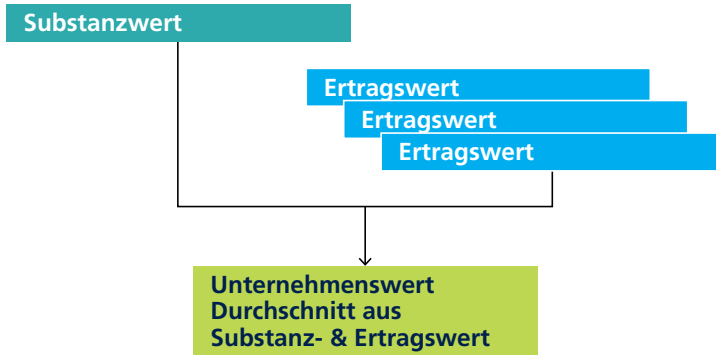 Substanzwert
Ertragswert
Ertragswert
Ertragswert
Unternehmenswert
Durchschnitt aus
Substanz- & Ertragswert